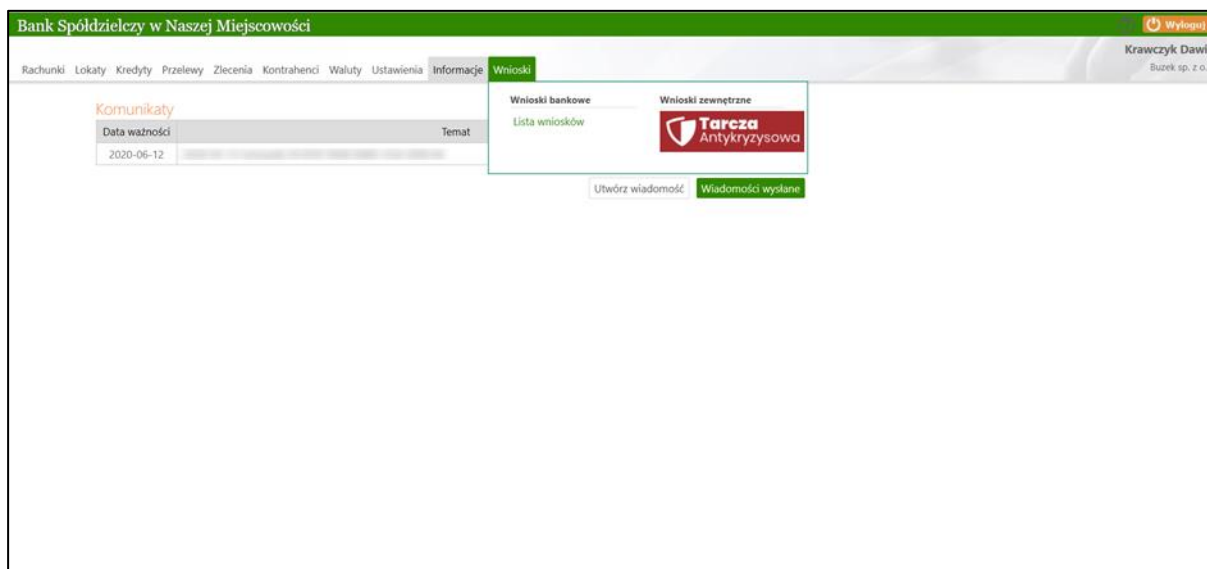 Bank Spółdzielczy w Naszej Miejscowości
Wyloguj
Krawczyk Dawi
Buzek sp. z o.
Rachunki Lokaty Kredyty Przelewy Zlecenia Kontrahenci Waluty Ustawienia Informacje Wnioski
Wnioski bankowe Wnioski zewnętrzne
Lista wniosków
Tarcza
Antykryzysowa
Komunikaty
Data ważności Temat
2020-06-12
Utwórz wiadomość Wiadomości wysłane